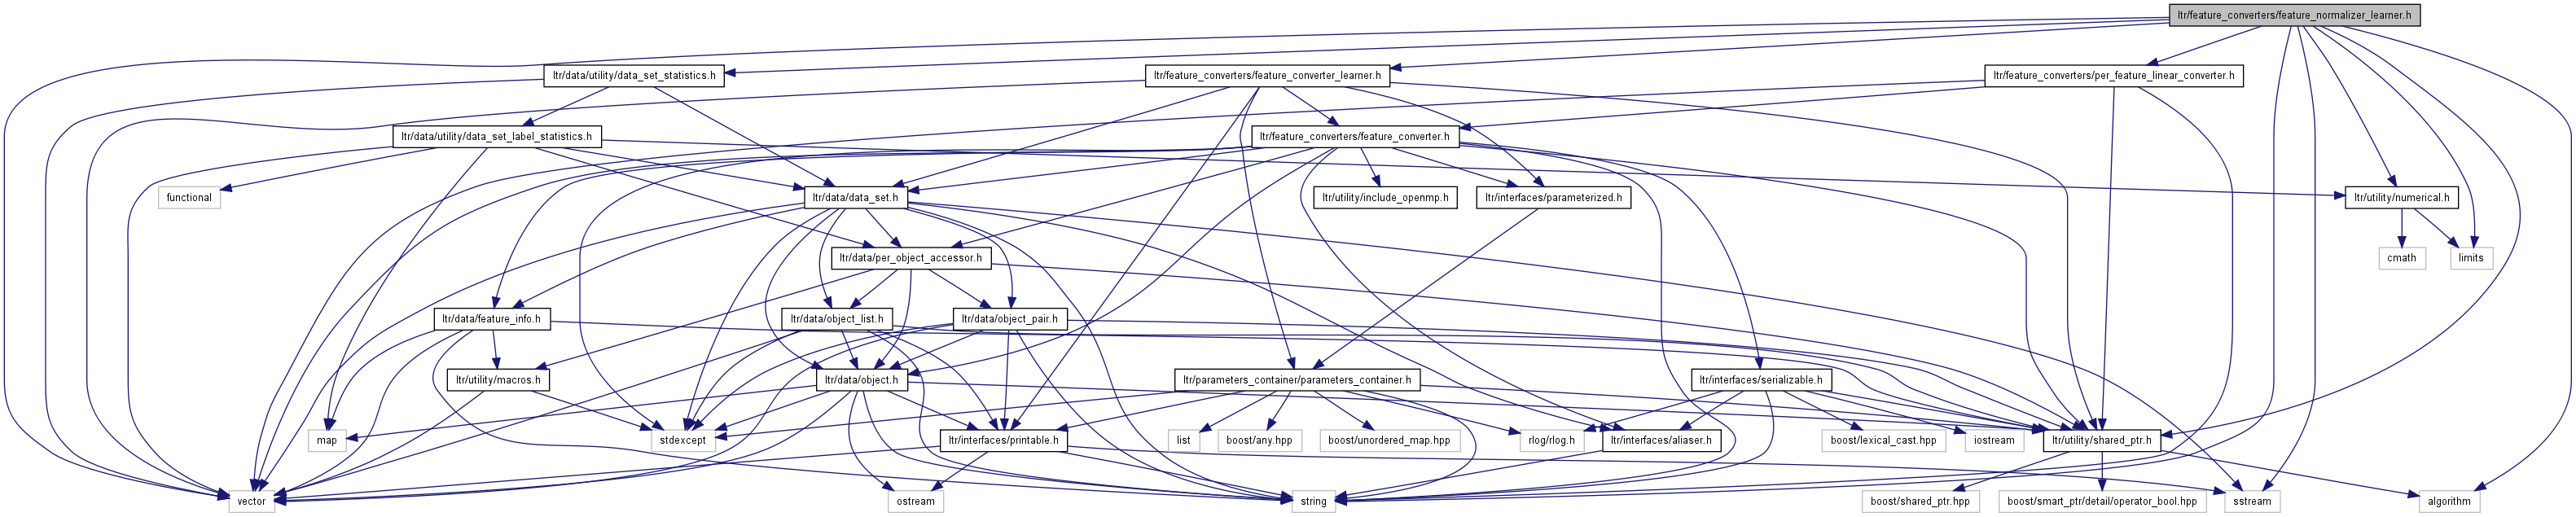 ltr/feature_converters/feature_normalizer_learner.h
ltr/data/utility/data_set_statistics.h
ltr/feature_converters/feature_converter_learner.h
ltr/feature_converters/per_feature_linear_converter.h
ltr/data/utility/data_set_label_statistics.h
ltr/feature_converters/feature_converter.h
functional
ltr/data/data_set.h
ltr/utility/include_openmp.h
ltr/interfaces/parameterized.h
ltr/utility/numerical.h
ltr/data/per_object_accessor.h
cmath
limits
ltr/data/feature_info.h
ltr/data/object_list.h
ltr/data/object_pair.h
ltr/utility/macros.h
ltr/data/object.h
ltr/parameters_container/parameters_container.h
ltr/interfaces/serializable.h
map
stdexcept
ltr/interfaces/printable.h
list
boost/any.hpp
boost/unordered_map.hpp
rlog/rlog.h
ltr/interfaces/aliaser.h
boost/lexical_cast.hpp
iostream
ltr/utility/shared_ptr.h
vector
ostream
string
boost/shared_ptr.hpp
boost/smart_ptr/detail/operator_bool.hpp
sstream
algorithm